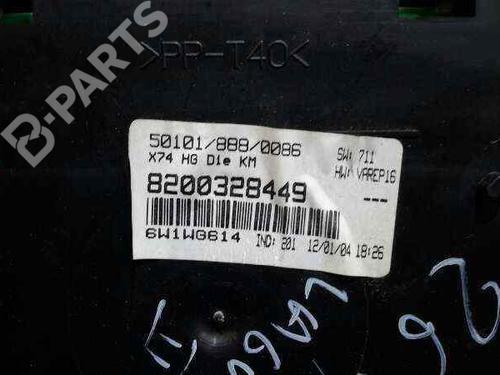 >PP-T40<
50101/888/0086
X74 HG Die KM
SW: 711
HW: VAREP16
8200328449
---
6W1WG614
IND: 201 12/01/04 18:26
B-PARTS